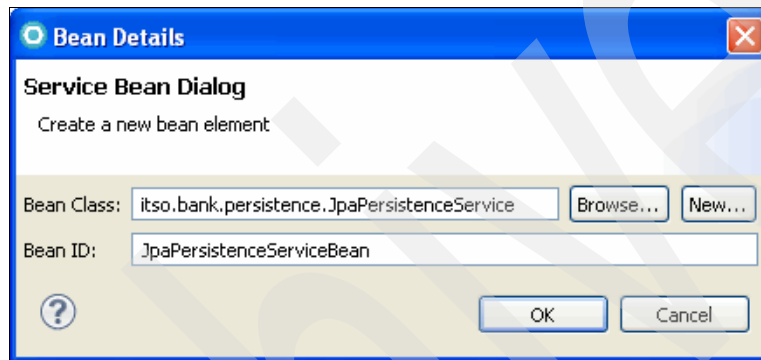 Bean Details
Service Bean Dialog
Create a new bean element
Bean Class: itso.bank.persistence.JpaPersistenceService Browse... New...
Bean ID: JpaPersistenceServiceBean
? OK Cancel